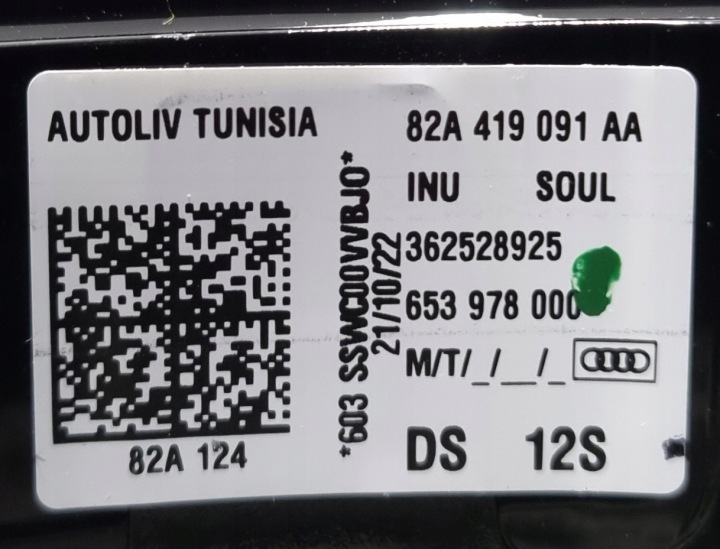 AUTOLIV TUNISIA
82A 124
*603 SSWC00VVBJ0*
21/10/22
82A 419 091 AA
INU SOUL
362528925
653 978 000
M/T/_/__/_
DS 12S